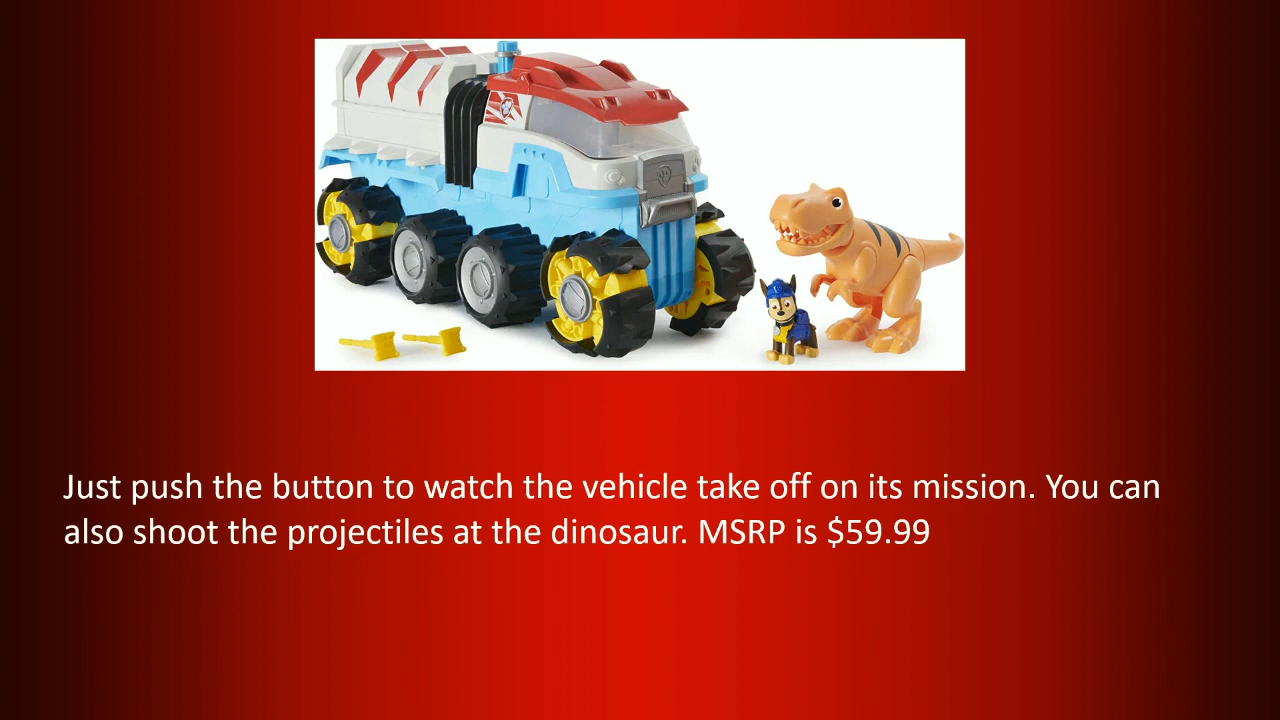 Just push the button to watch the vehicle take off on its mission. You can
also shoot the projectiles at the dinosaur. MSRP is $59.99